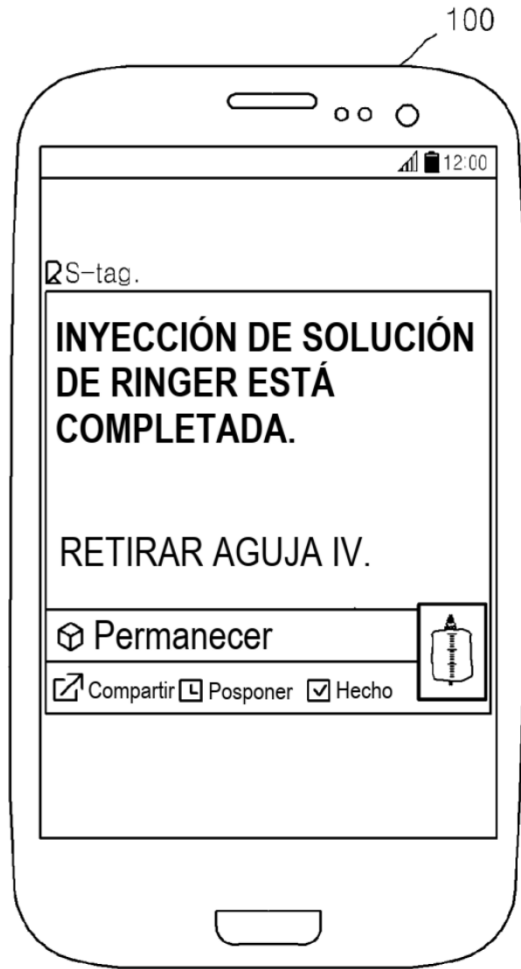 100
12:00
S-tag.
INYECCIÓN DE SOLUCIÓN
DE RINGER ESTÁ
COMPLETADA.
RETIRAR AGUJA IV.
Permanecer
Compartir Posponer Hecho